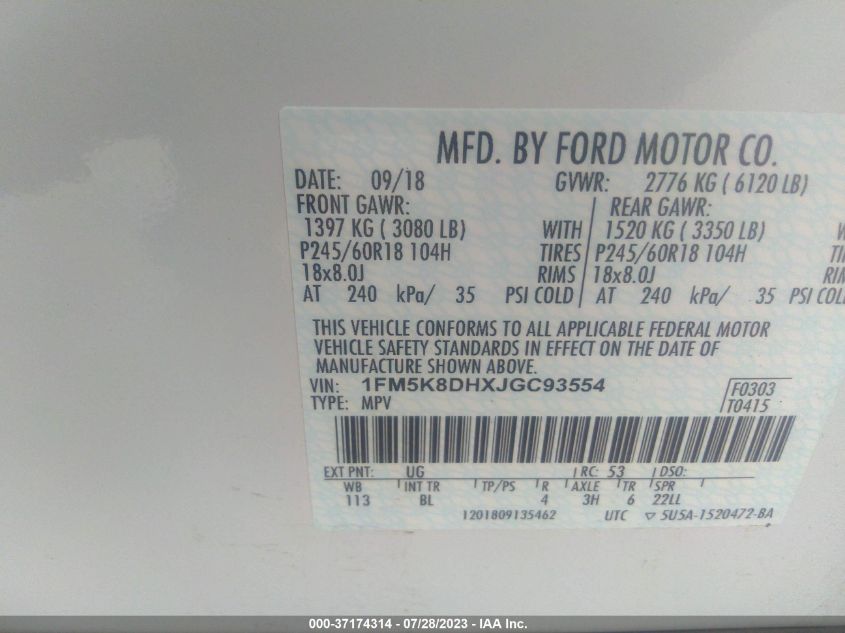 MFD. BY FORD MOTOR CO.
DATE: 09/18 GVWR: 2776 KG ( 6120 LB)
FRONT GAWR: REAR GAWR:
1397 KG ( 3080 LB) WITH 1520 KG ( 3350 LB)
P245/60R18 104H TIRES P245/60R18 104H
18x8.0J RIMS 18x8.0J
AT 240 kPa/ 35 PSI COLD AT 240 kPa/ 35 PSI
THIS VEHICLE CONFORMS TO ALL APPLICABLE FEDERAL MOTOR
VEHICLE SAFETY STANDARDS IN EFFECT ON THE DATE OF
MANUFACTURE SHOWN ABOVE.
VIN: 1FM5K8DHXJGC93554 F0303
TYPE: MPV T0415
EXT PNT: UG RC: 53 DSO:
WB INT TR TP/PS R AXLE TR SPR
113 BL 4 3H 6 22LL
1201809135462 UTC ▽ 5U5A-1520472-BA
000-37174314 / 07/28/2023 - IAA Inc.